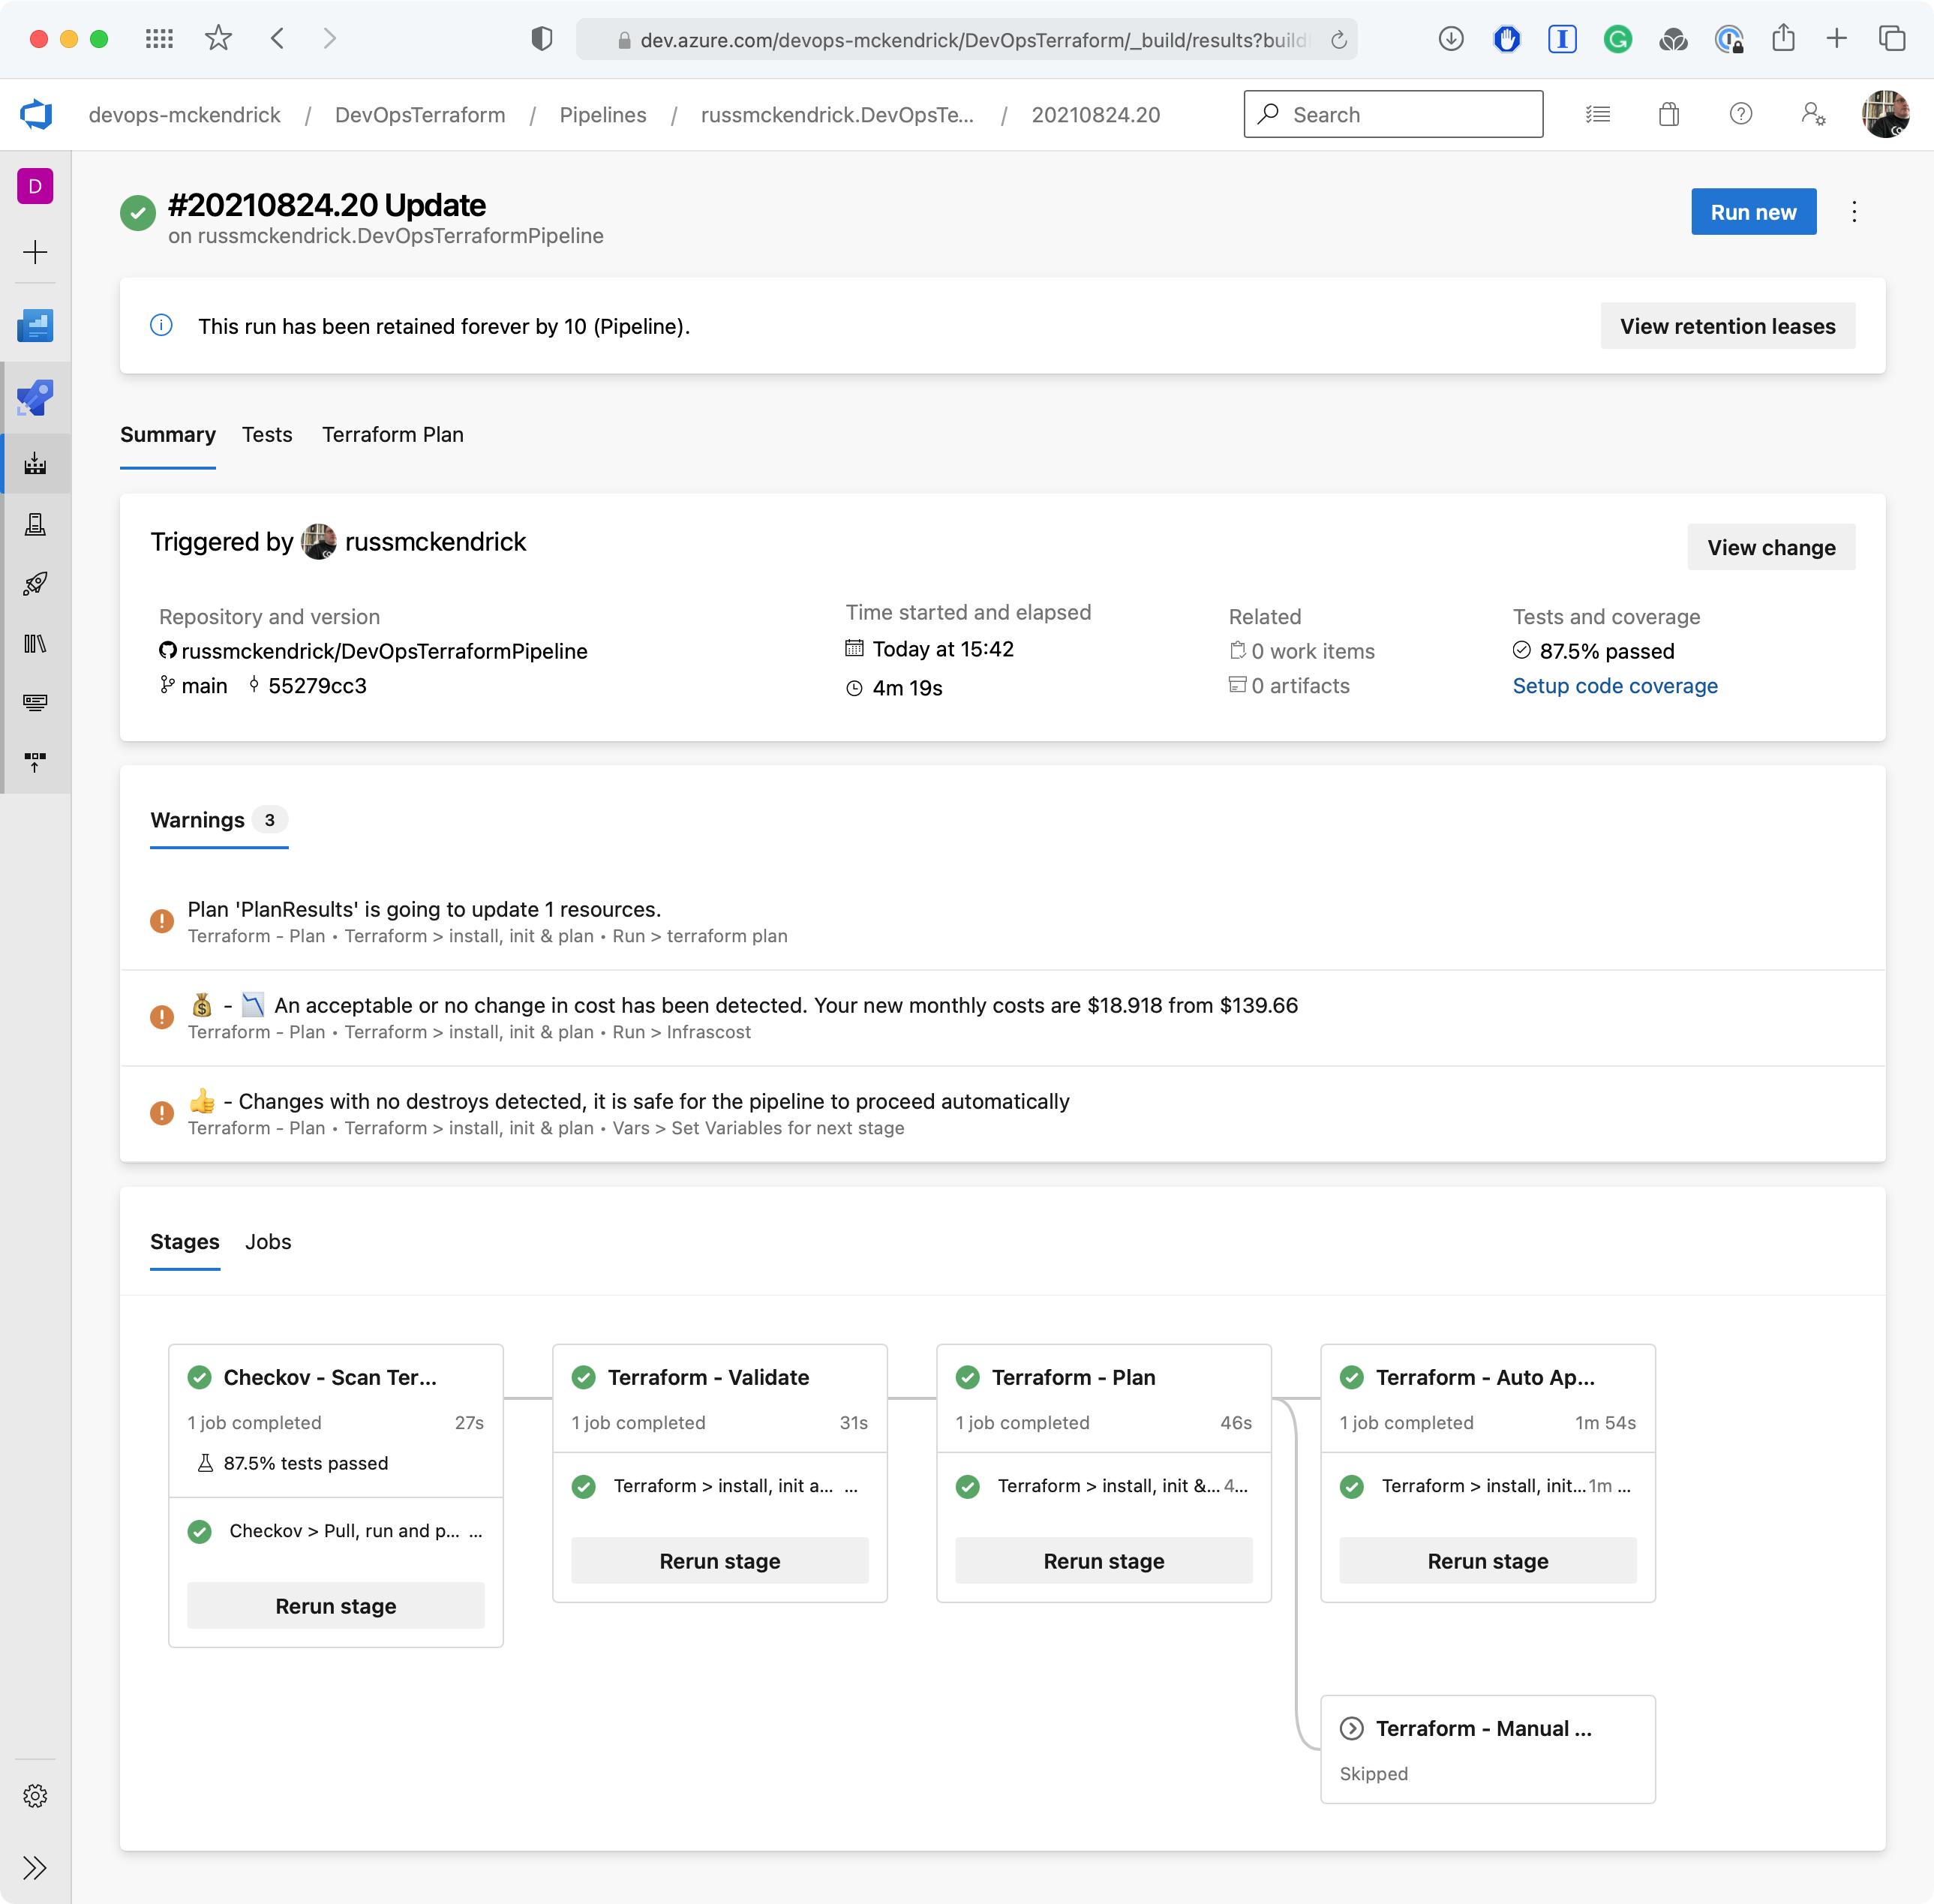 dev.azure.com/devops-mckendrick/DevOpsTerraform/_build/results?build
devops-mckendrick / DevOpsTerraform / Pipelines / russmckendrick.DevOpsTe... / 20210824.20
Search
D
#20210824.20 Update
on russmckendrick.DevOpsTerraformPipeline
Run new
This run has been retained forever by 10 (Pipeline).
View retention leases
Summary Tests Terraform Plan
Triggered by russmckendrick
View change
Repository and version
russmckendrick/DevOpsTerraformPipeline
main 55279cc3
Time started and elapsed
Today at 15:42
4m 19s
Related
0 work items
0 artifacts
Tests and coverage
87.5% passed
Setup code coverage
Warnings 3
Plan 'PlanResults' is going to update 1 resources.
Terraform - Plan • Terraform > install, init & plan • Run > terraform plan
💰 - 📉 An acceptable or no change in cost has been detected. Your new monthly costs are $18.918 from $139.66
Terraform - Plan • Terraform > install, init & plan • Run > Infrascost
👍 - Changes with no destroys detected, it is safe for the pipeline to proceed automatically
Terraform - Plan • Terraform > install, init & plan • Vars > Set Variables for next stage
Stages Jobs
Checkov - Scan Ter...
1 job completed 27s
87.5% tests passed
Checkov > Pull, run and p... ...
Rerun stage
Terraform - Validate
1 job completed 31s
Terraform > install, init a... ...
Rerun stage
Terraform - Plan
1 job completed 46s
Terraform > install, init &... 4...
Rerun stage
Terraform - Auto Ap...
1 job completed 1m 54s
Terraform > install, init... 1m ...
Rerun stage
Terraform - Manual ...
Skipped